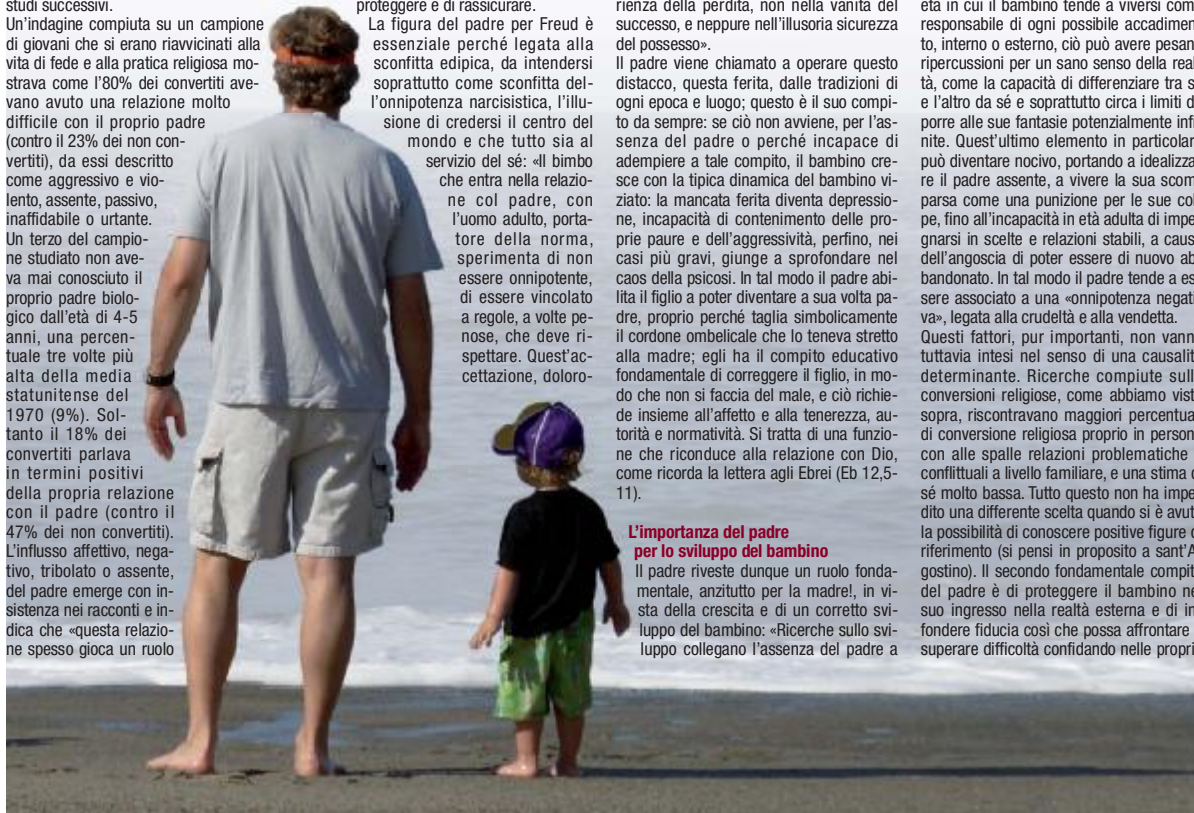 studi successivi.
Un'indagine compiuta su un campione
di giovani che si erano riavvicinati alla
vita di fede e alla pratica religiosa mo-
strava come l'80% dei convertiti ave-
vano avuto una relazione molto
difficile con il proprio padre
(contro il 23% dei non con-
vertiti), da essi descritto
come aggressivo e vio-
lento, assente, passivo,
inaffidabile o urtante.
Un terzo del campio-
ne studiato non ave-
va mai conosciuto il
proprio padre biolo-
gico dall'età di 4-5
anni, una percen-
tuale tre volte più
alta della media
statunitense del
1970 (9%). Sol-
tanto il 18% dei
convertiti parlava
in termini positivi
della propria relazione
con il padre (contro il
47% dei non convertiti).
L'influsso affettivo, nega-
tivo, tribolato o assente,
del padre emerge con in-
sistenza nei racconti e in-
dica che «questa relazio-
ne spesso gioca un ruolo
proteggere e di rassicurare.
La figura del padre per Freud è
essenziale perché legata alla
sconfitta edipica, da intendersi
soprattutto come sconfitta del-
l'onnipotenza narcisistica, l'illu-
sione di credersi il centro del
mondo e che tutto sia al
servizio del sé: «Il bimbo
che entra nella relazio-
ne col padre, con
l'uomo adulto, porta-
tore della norma,
sperimenta di non
essere onnipotente,
di essere vincolato
a regole, a volte pe-
nose, che deve ri-
spettare. Quest'ac-
cettazione, doloro-
rienza della perdita, non nella vanità del
successo, e neppure nell'illusoria sicurezza
del possesso».
Il padre viene chiamato a operare questo
distacco, questa ferita, dalle tradizioni di
ogni epoca e luogo; questo è il suo compi-
to da sempre: se ciò non avviene, per l'as-
senza del padre o perché incapace di
adempiere a tale compito, il bambino cre-
sce con la tipica dinamica del bambino vi-
ziato: la mancata ferita diventa depressio-
ne, incapacità di contenimento delle pro-
prie paure e dell'aggressività, perfino, nei
casi più gravi, giunge a sprofondare nel
caos della psicosi. In tal modo il padre abi-
lita il figlio a poter diventare a sua volta pa-
dre, proprio perché taglia simbolicamente
il cordone ombelicale che lo teneva stretto
alla madre; egli ha il compito educativo
fondamentale di correggere il figlio, in mo-
do che non si faccia del male, e ciò richie-
de insieme all'affetto e alla tenerezza, au-
torità e normatività. Si tratta di una funzio-
ne che riconduce alla relazione con Dio,
come ricorda la lettera agli Ebrei (Eb 12,5-
11).
L'importanza del padre
per lo sviluppo del bambino
Il padre riveste dunque un ruolo fonda-
mentale, anzitutto per la madre!, in vi-
sta della crescita e di un corretto svi-
luppo del bambino: «Ricerche sullo svi-
luppo collegano l'assenza del padre a
età in cui il bambino tende a viversi com
responsabile di ogni possibile accadimen
to, interno o esterno, ciò può avere pesan
ripercussioni per un sano senso della real
tà, come la capacità di differenziare tra s
e l'altro da sé e soprattutto circa i limiti d
porre alle sue fantasie potenzialmente infi
nite. Quest'ultimo elemento in particolar
può diventare nocivo, portando a idealizza
re il padre assente, a vivere la sua scom
parsa come una punizione per le sue col
pe, fino all'incapacità in età adulta di impe
gnarsi in scelte e relazioni stabili, a caus
dell'angoscia di poter essere di nuovo ab
bandonato. In tal modo il padre tende a es
sere associato a una «onnipotenza negati
va», legata alla crudeltà e alla vendetta.
Questi fattori, pur importanti, non vann
tuttavia intesi nel senso di una causalit
determinante. Ricerche compiute sull
conversioni religiose, come abbiamo vist
sopra, riscontravano maggiori percentua
di conversione religiosa proprio in person
con alle spalle relazioni problematiche
conflittuali a livello familiare, e una stima d
sé molto bassa. Tutto questo non ha impe
dito una differente scelta quando si è avut
la possibilità di conoscere positive figure d
riferimento (si pensi in proposito a sant'A
gostino). Il secondo fondamentale compit
del padre è di proteggere il bambino ne
suo ingresso nella realtà esterna e di in
fondere fiducia così che possa affrontare
superare difficoltà confidando nelle propri